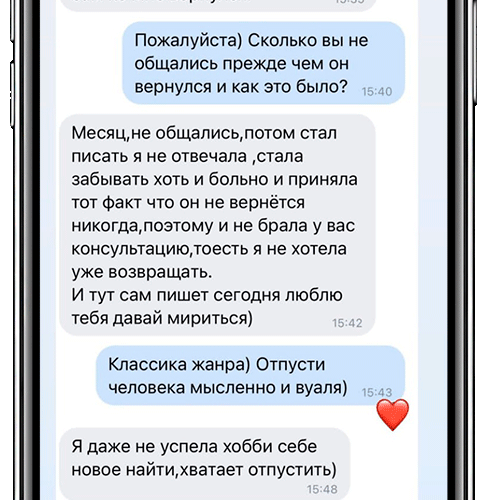 15:39
Пожалуйста) Сколько вы не
общались прежде чем он
вернулся и как это было?
15:40
Месяц,не общались,потом стал
писать я не отвечала ,стала
забывать хоть и больно и приняла
тот факт что он не вернётся
никогда,поэтому и не брала у вас
консультацию,тоесть я не хотела
уже возвращать.
И тут сам пишет сегодня люблю
тебя давай мириться)
15:42
Классика жанра) Отпусти
человека мысленно и вуаля)
15:43
Я даже не успела хобби себе
новое найти,хватает отпустить)
15:48